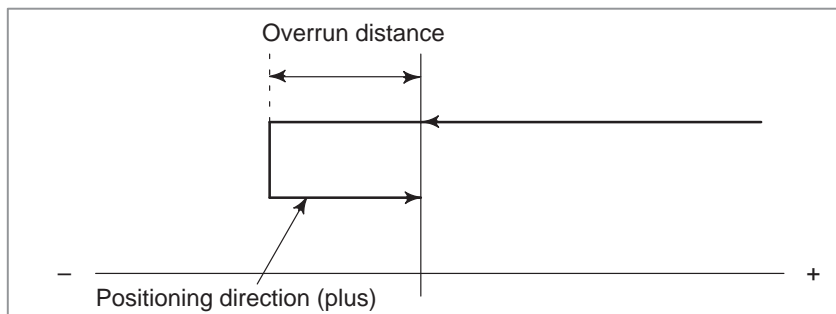 Overrun distance
– +
Positioning direction (plus)